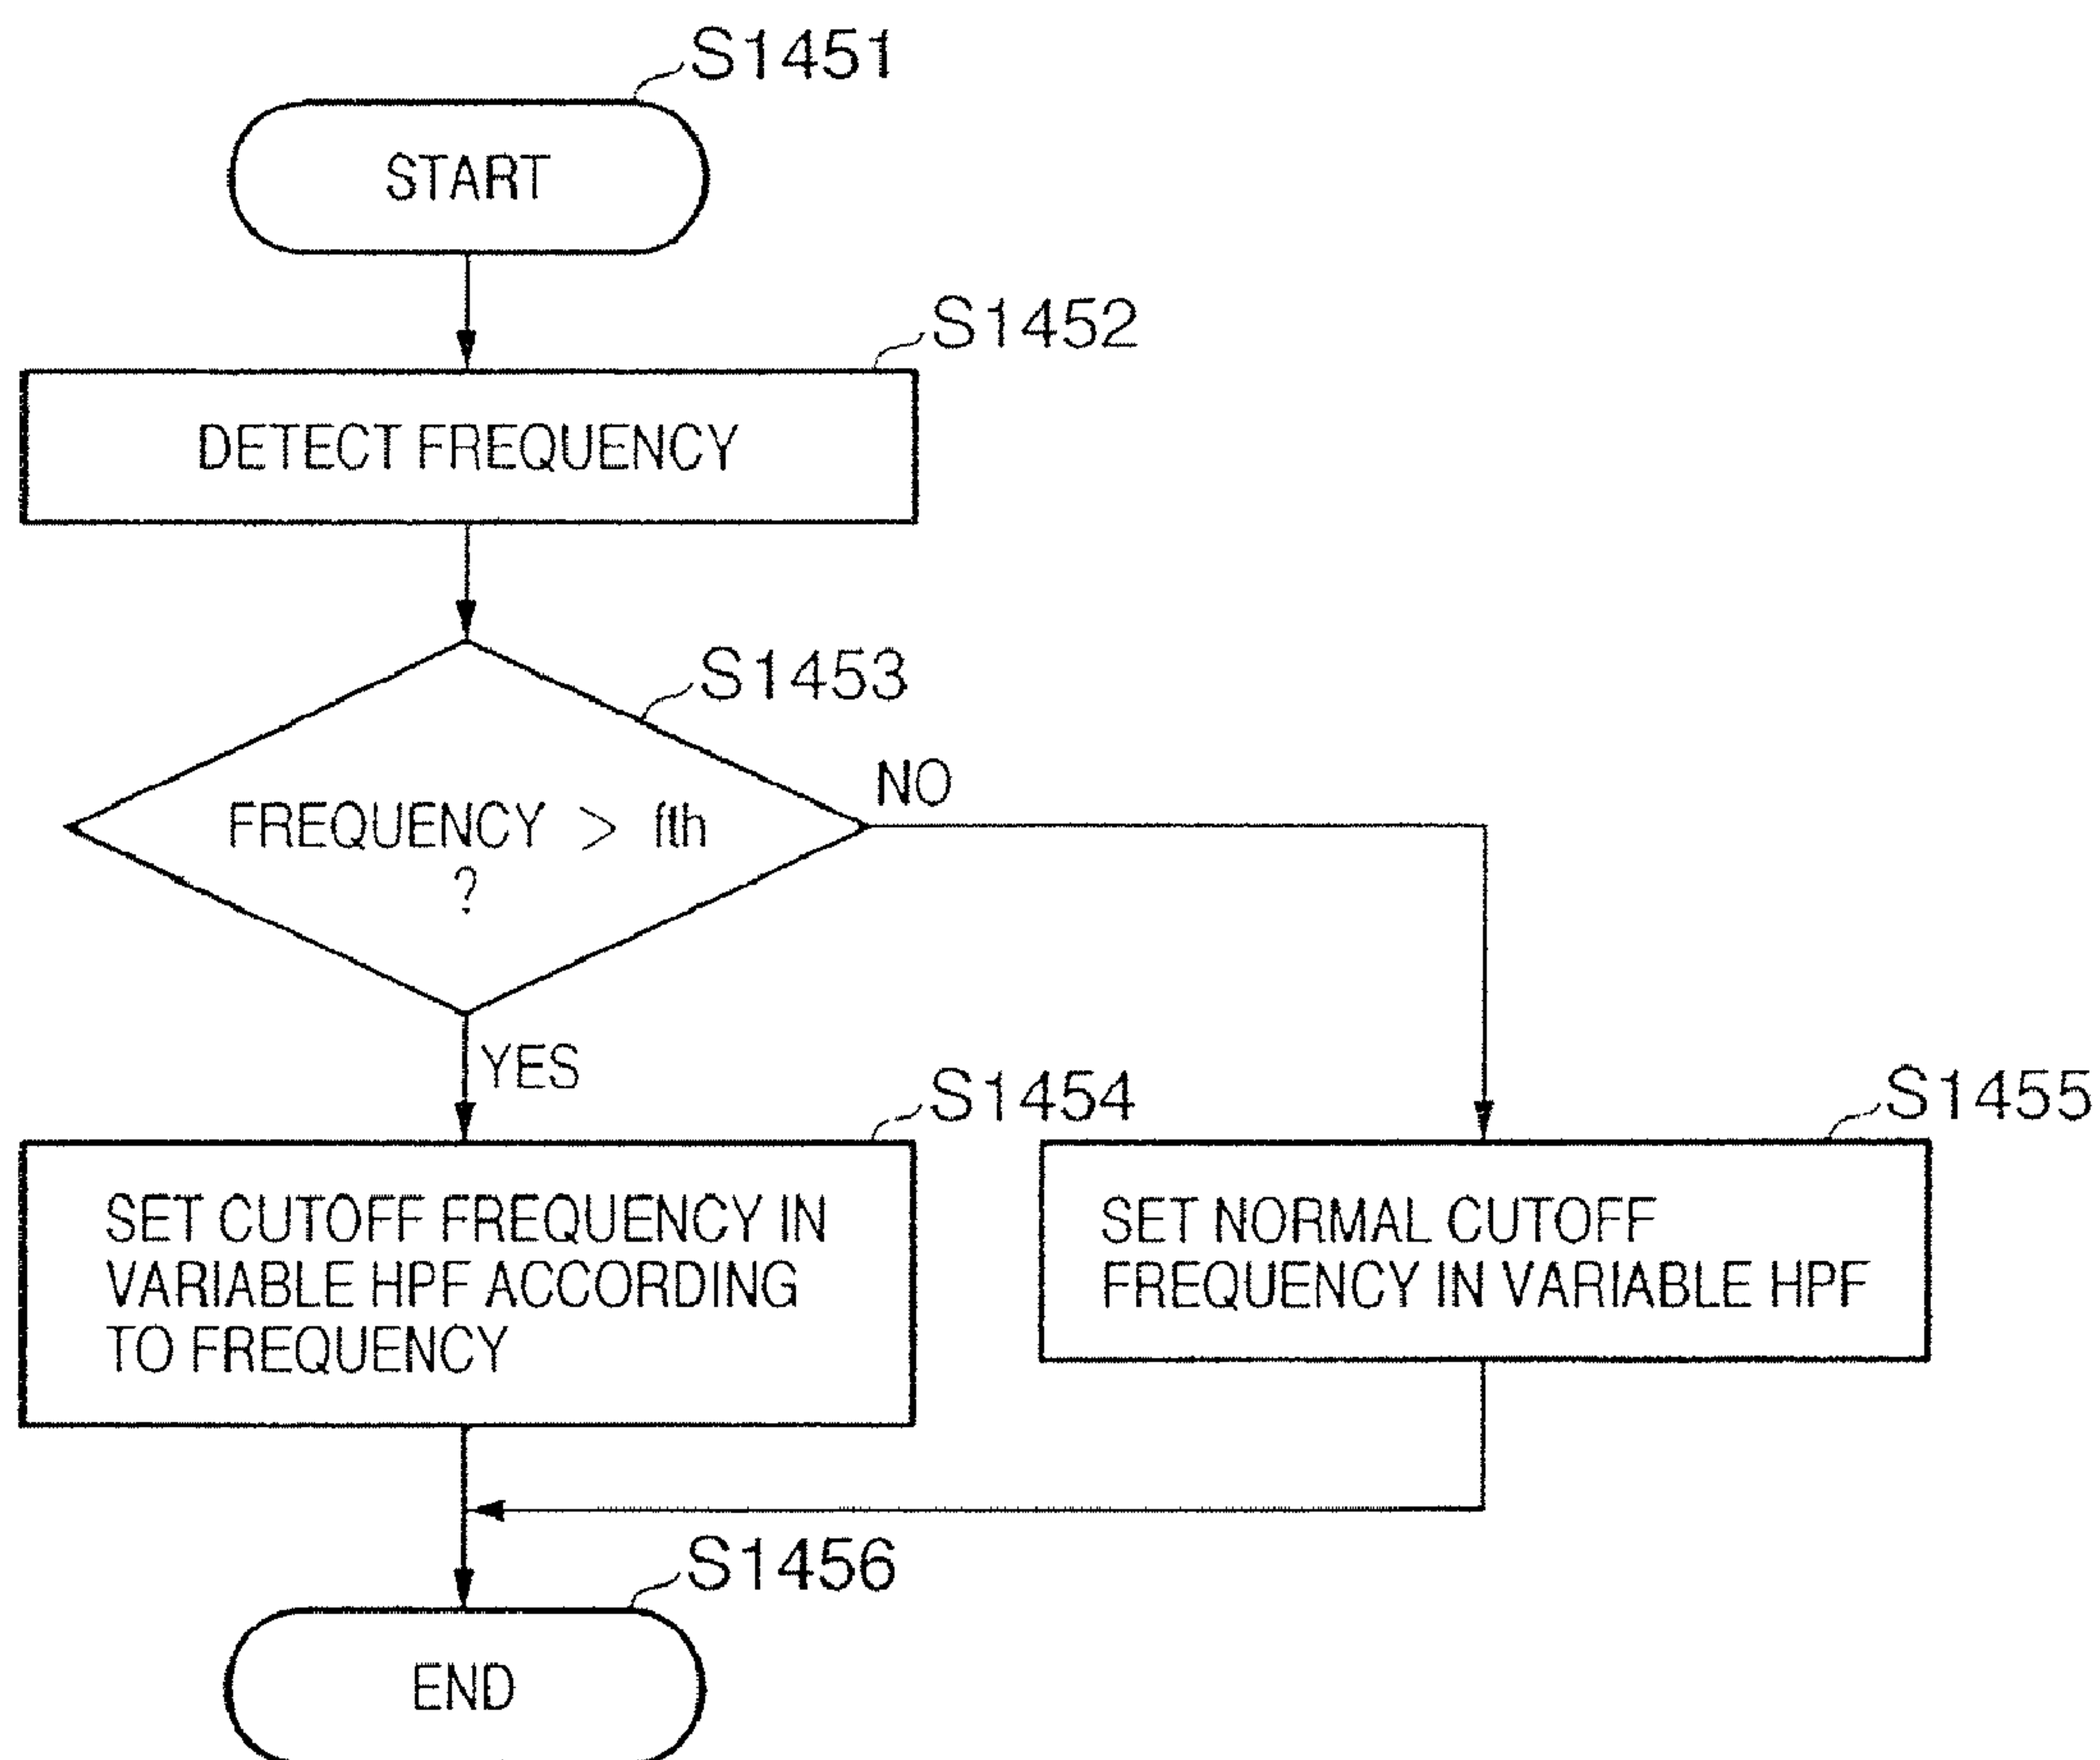 S1451
START
S1452
DETECT FREQUENCY
S1453
FREQUENCY > fth
?
NO
YES
S1454
SET CUTOFF FREQUENCY IN
VARIABLE HPF ACCORDING
TO FREQUENCY
S1455
SET NORMAL CUTOFF
FREQUENCY IN VARIABLE HPF
S1456
END